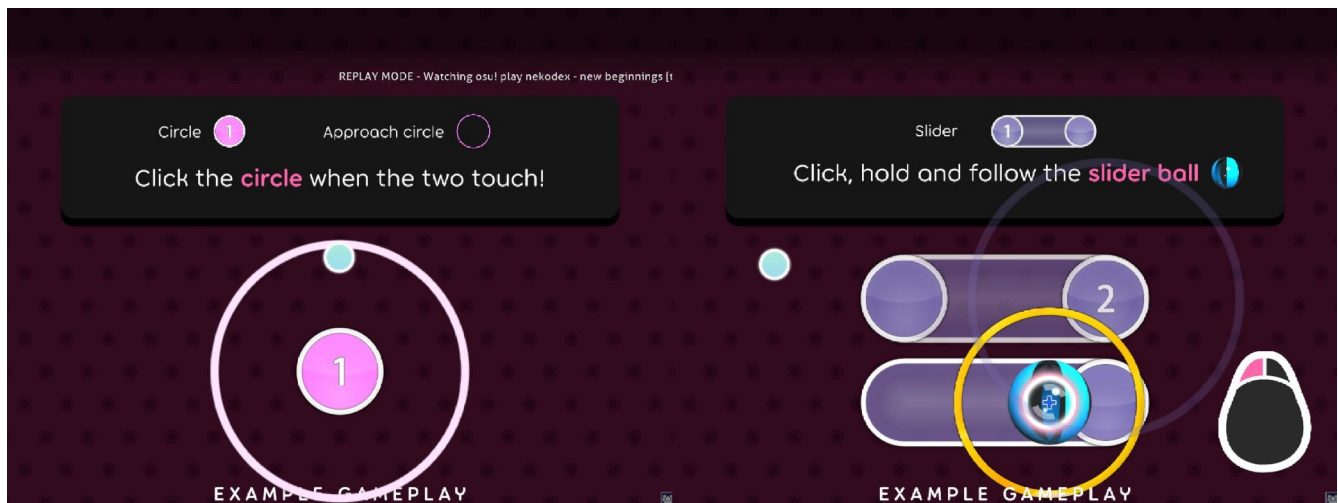 REPLAY MODE - Watching osu! play nekodex - new beginnings [t
Circle 1 Approach circle
Click the circle when the two touch!
1
EXAMPLE GAMEPLAY
Slider 1
Click, hold and follow the slider ball
2
EXAMPLE GAMEPLAY